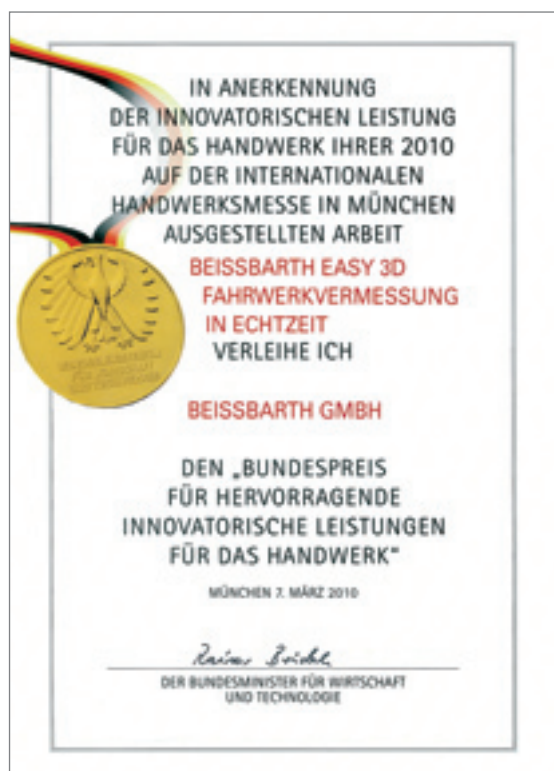 IN ANERKENNUNG
DER INNOVATORISCHEN LEISTUNG
FÜR DAS HANDWERK IHRER 2010
AUF DER INTERNATIONALEN
HANDWERKSMESSE IN MÜNCHEN
AUSGESTELLTEN ARBEIT
BEISSBARTH EASY 3D
FAHRWERKVERMESSUNG
IN ECHTZEIT
VERLEIHE ICH
BEISSBARTH GMBH
DEN „BUNDESPREIS
FÜR HERVORRAGENDE
INNOVATORISCHE LEISTUNGEN
FÜR DAS HANDWERK"
MÜNCHEN 7. MÄRZ 2010
DER BUNDESMINISTER FÜR WIRTSCHAFT
UND TECHNOLOGIE